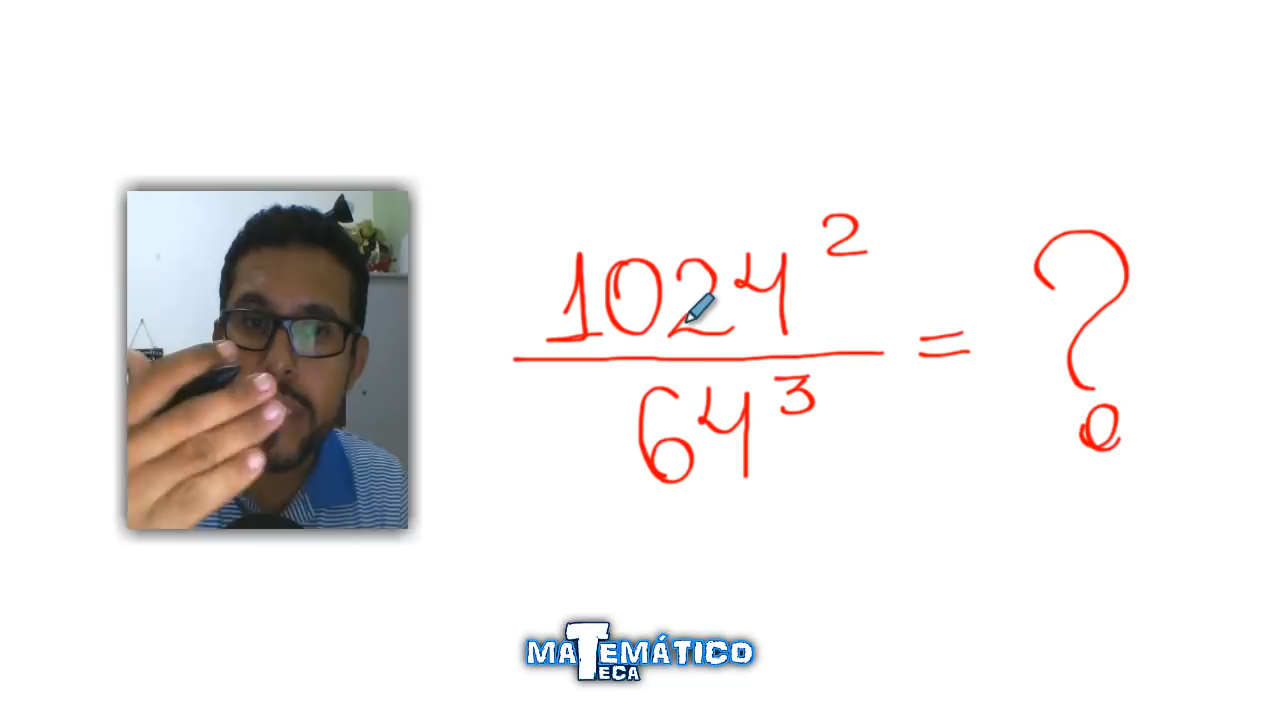 1024² / 64³ = ?
MATEMÁTICO
TECA